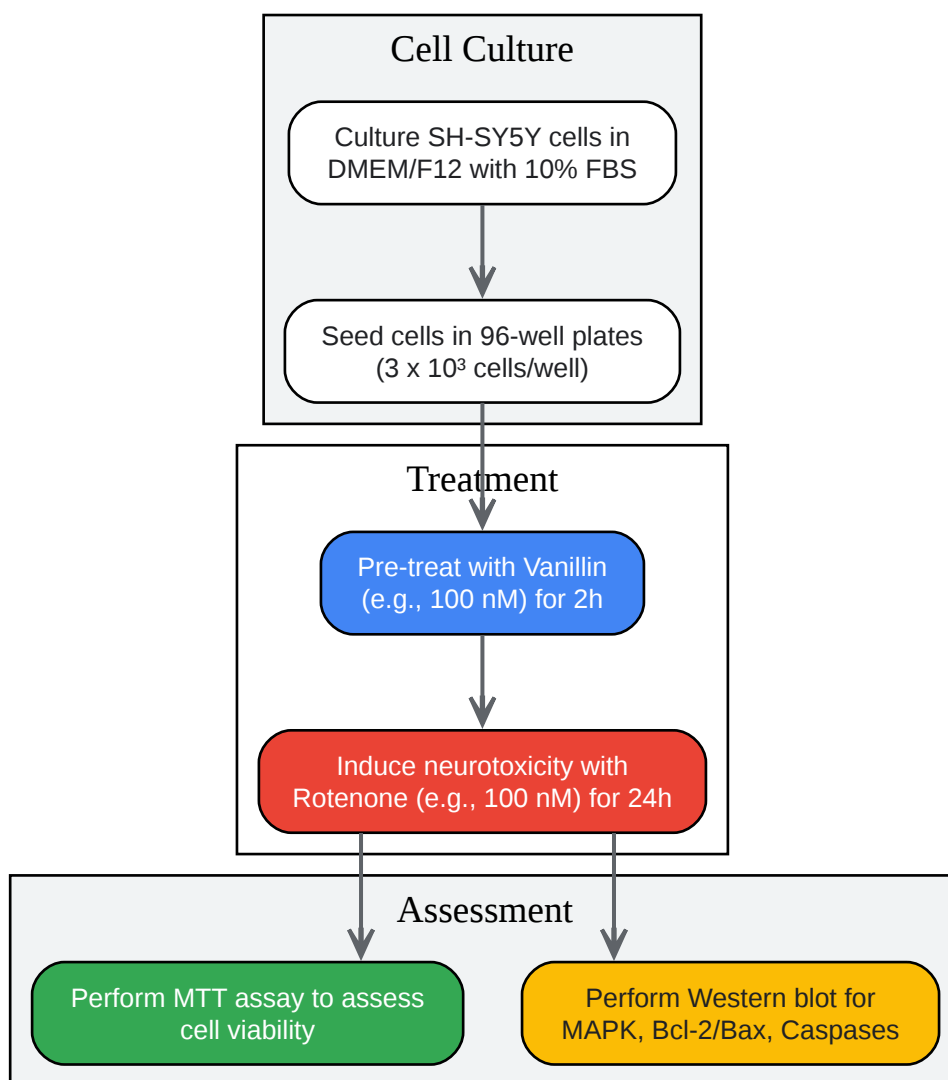 Cell Culture
Culture SH-SY5Y cells in
DMEM/F12 with 10% FBS
Seed cells in 96-well plates
(3 x 10³ cells/well)
Treatment
Pre-treat with Vanillin
(e.g., 100 nM) for 2h
Induce neurotoxicity with
Rotenone (e.g., 100 nM) for 24h
Assessment
Perform MTT assay to assess
cell viability
Perform Western blot for
MAPK, Bcl-2/Bax, Caspases